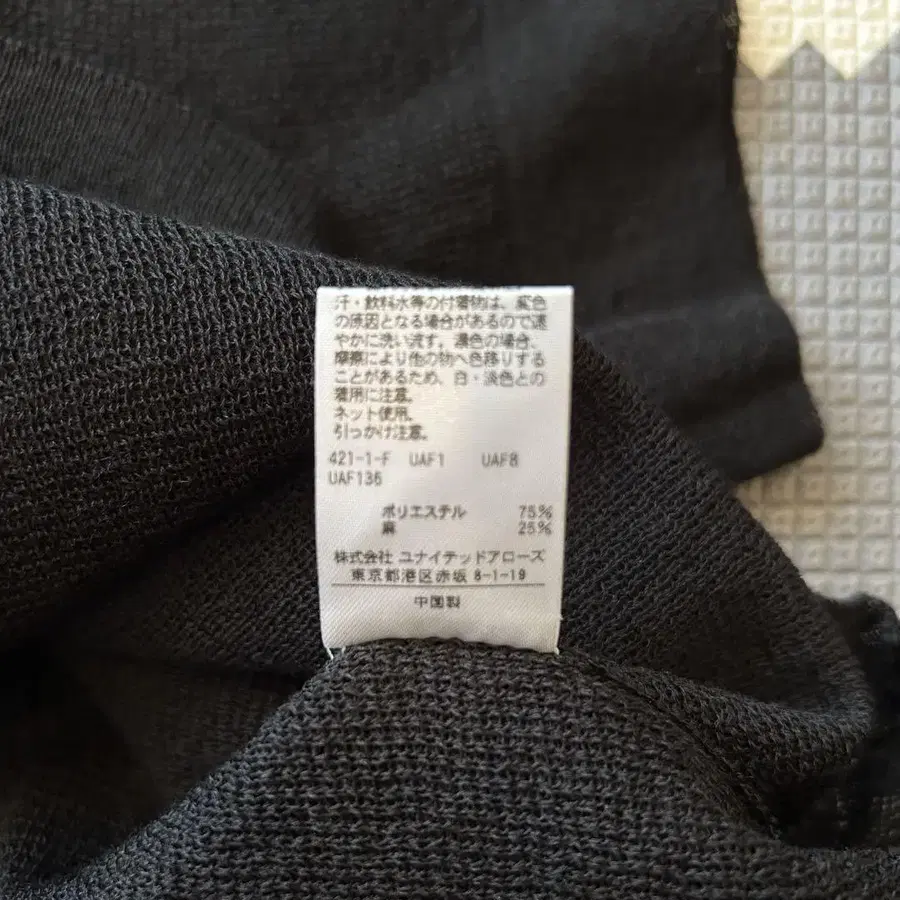 汗・飲料水等の付着物は、変色
の原因となる場合があるので速
やかに洗い流す。濃色の場合、
摩擦により他の物へ色移りする
ことがあるため、白・淡色との
着用に注意。
ネット使用。
引っかけ注意。
421-1-F UAF1 UAF8
UAF136
ポリエステル 75%
麻 25%
株式会社 ユナイテッドアローズ
東京都港区赤坂 8-1-19
中国製